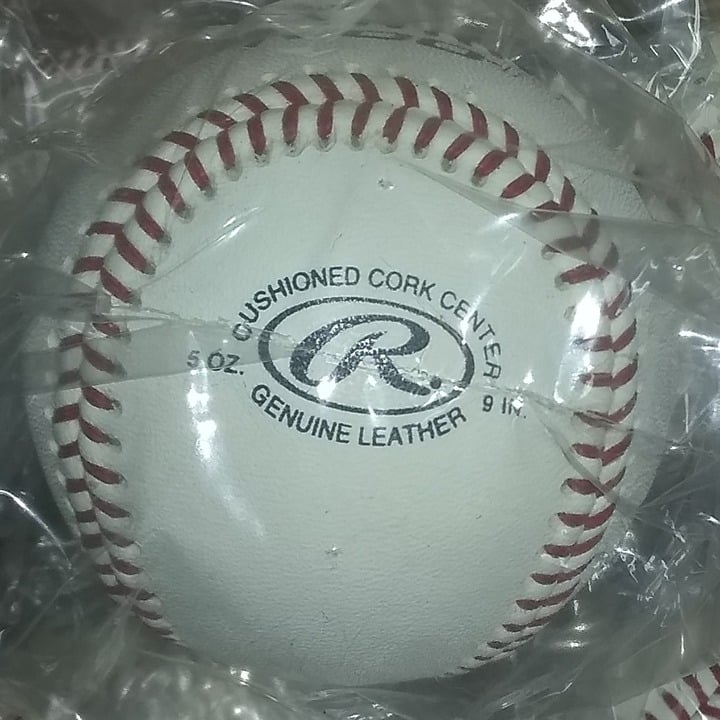 CUSHIONED CORK CENTER
5 OZ.
R.
9 IN.
GENUINE LEATHER